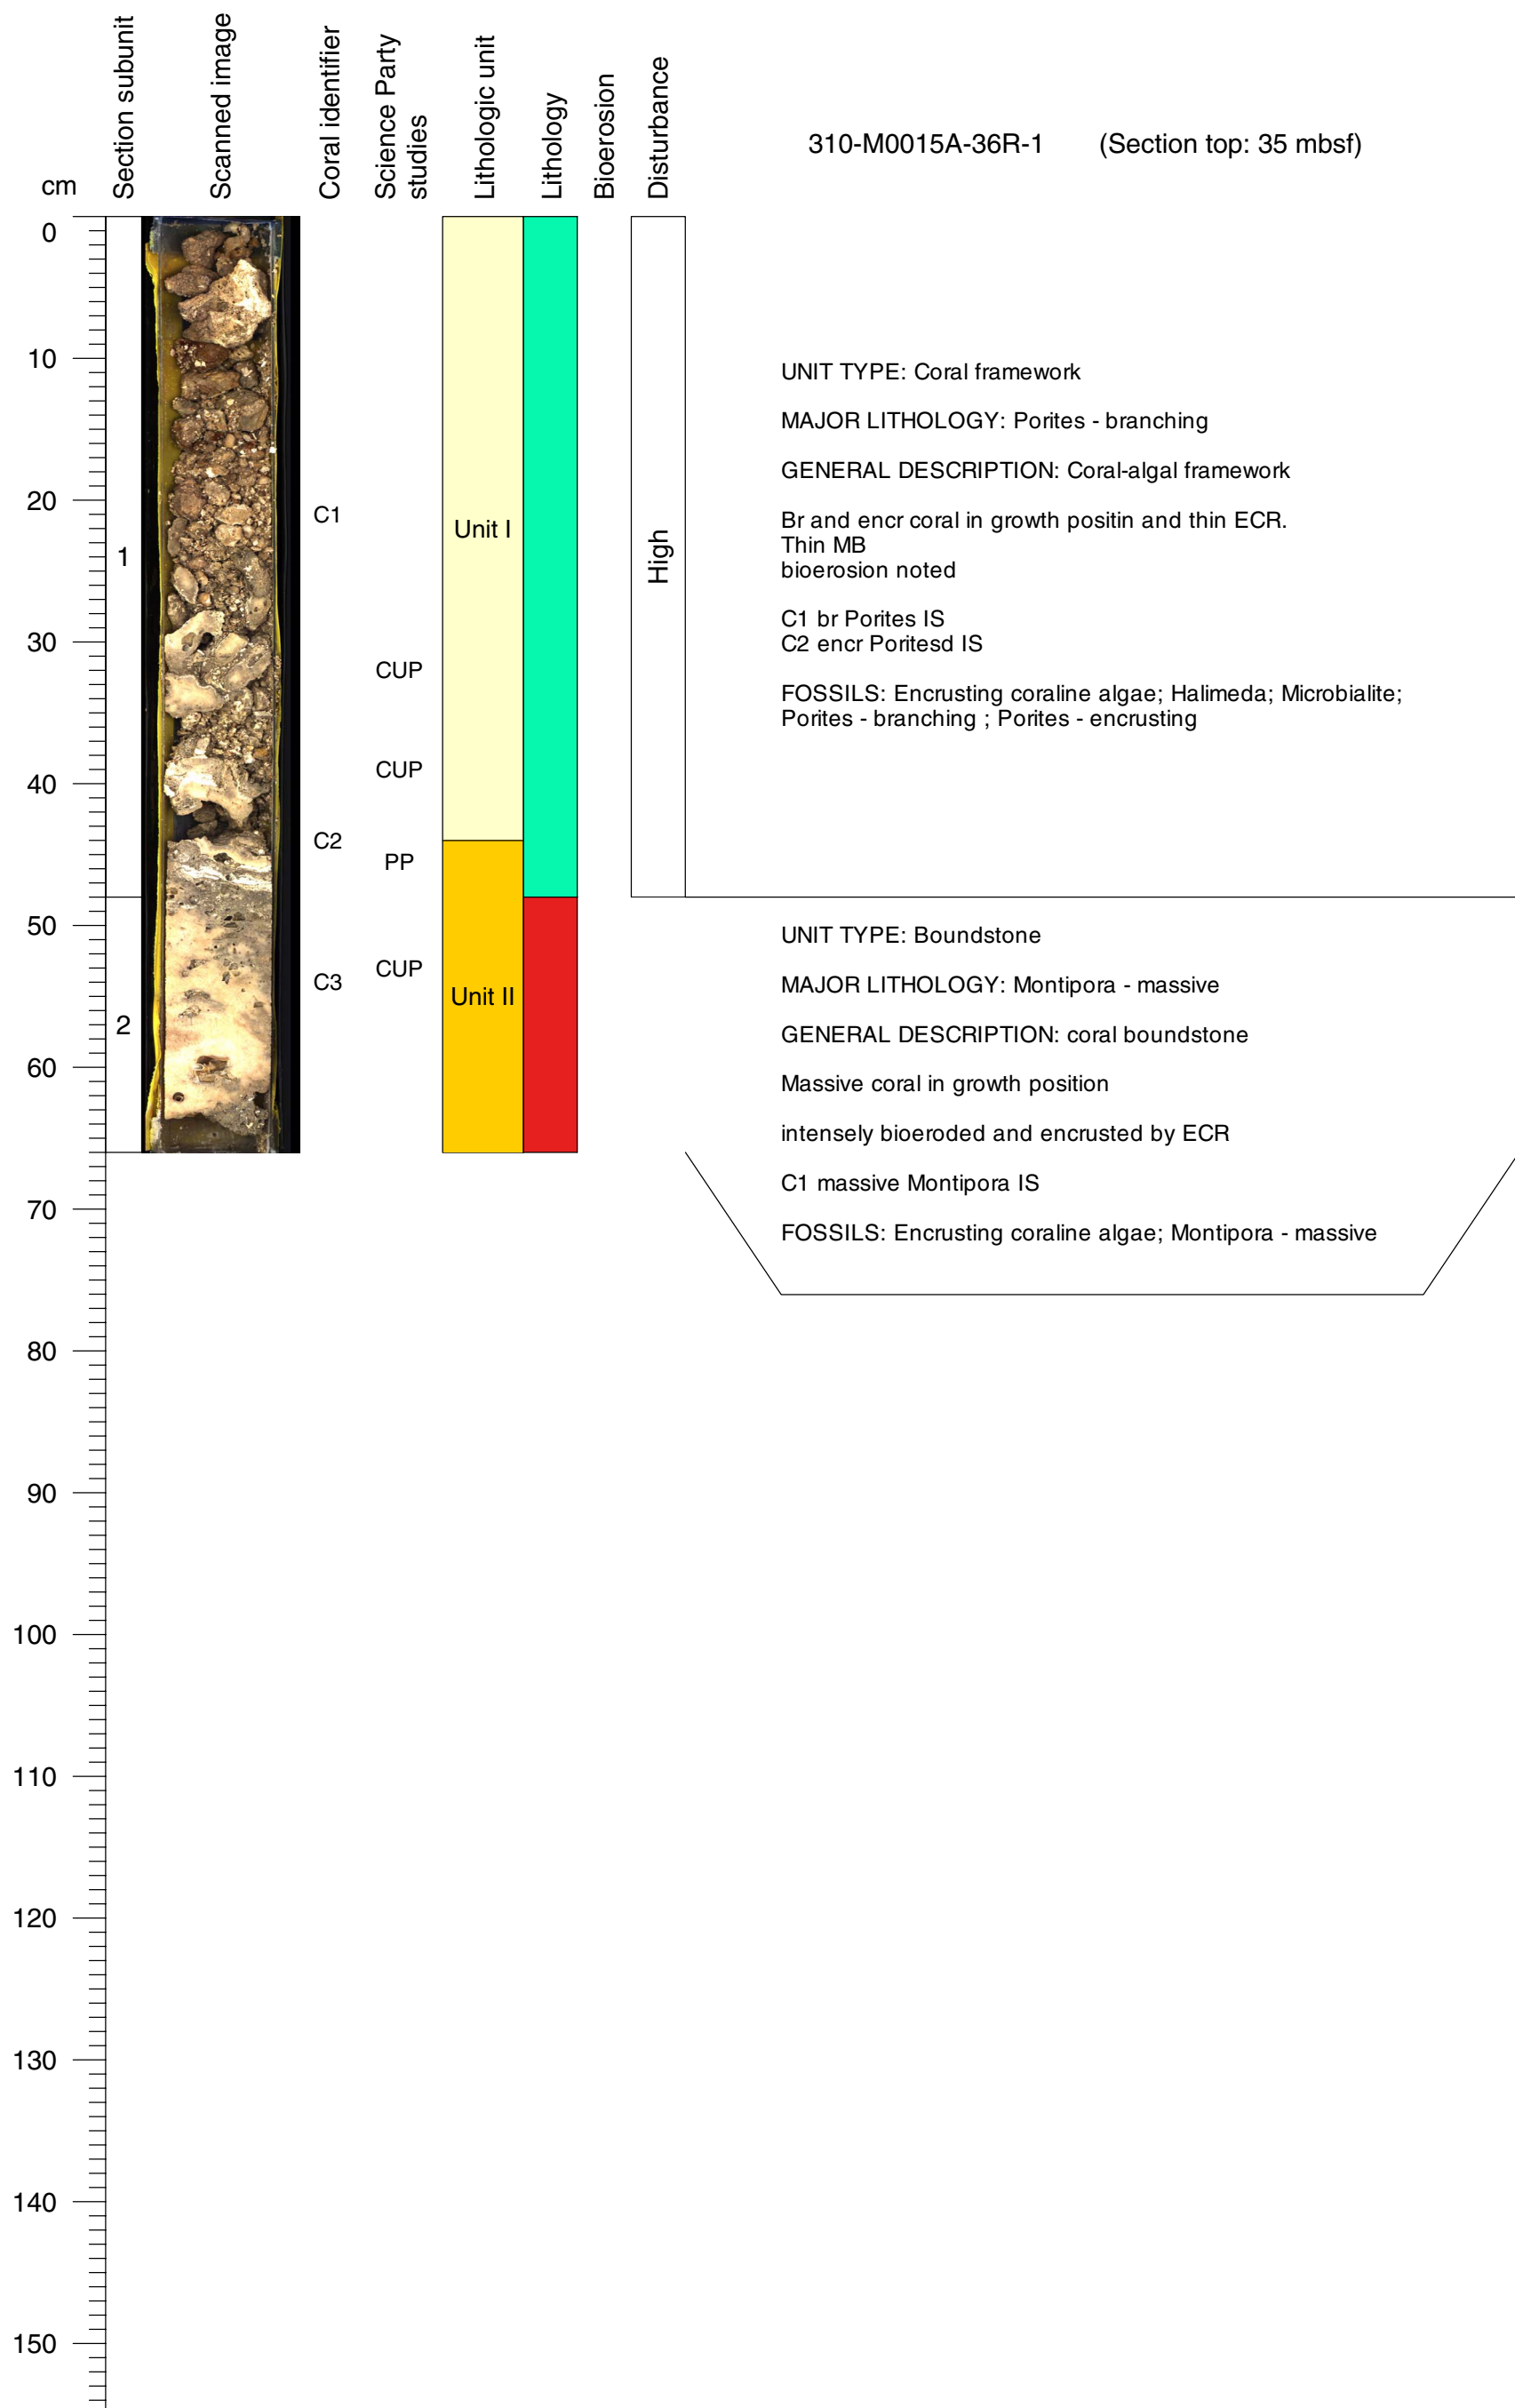 cm
Section subunit
Scanned image
Coral identifier
Science Party
studies
Lithologic unit
Lithology
Bioerosion
Disturbance
310-M0015A-36R-1 (Section top: 35 mbsf)
0
10
20
30
40
50
60
70
80
90
100
110
120
130
140
150
1
2
C1
C2
C3
CUP
CUP
PP
CUP
Unit I
Unit II
High
UNIT TYPE: Coral framework
MAJOR LITHOLOGY: Porites - branching
GENERAL DESCRIPTION: Coral-algal framework
Br and encr coral in growth positin and thin ECR.
Thin MB
bioerosion noted
C1 br Porites IS
C2 encr Poritesd IS
FOSSILS: Encrusting coraline algae; Halimeda; Microbialite;
Porites - branching ; Porites - encrusting
UNIT TYPE: Boundstone
MAJOR LITHOLOGY: Montipora - massive
GENERAL DESCRIPTION: coral boundstone
Massive coral in growth position
intensely bioeroded and encrusted by ECR
C1 massive Montipora IS
FOSSILS: Encrusting coraline algae; Montipora - massive